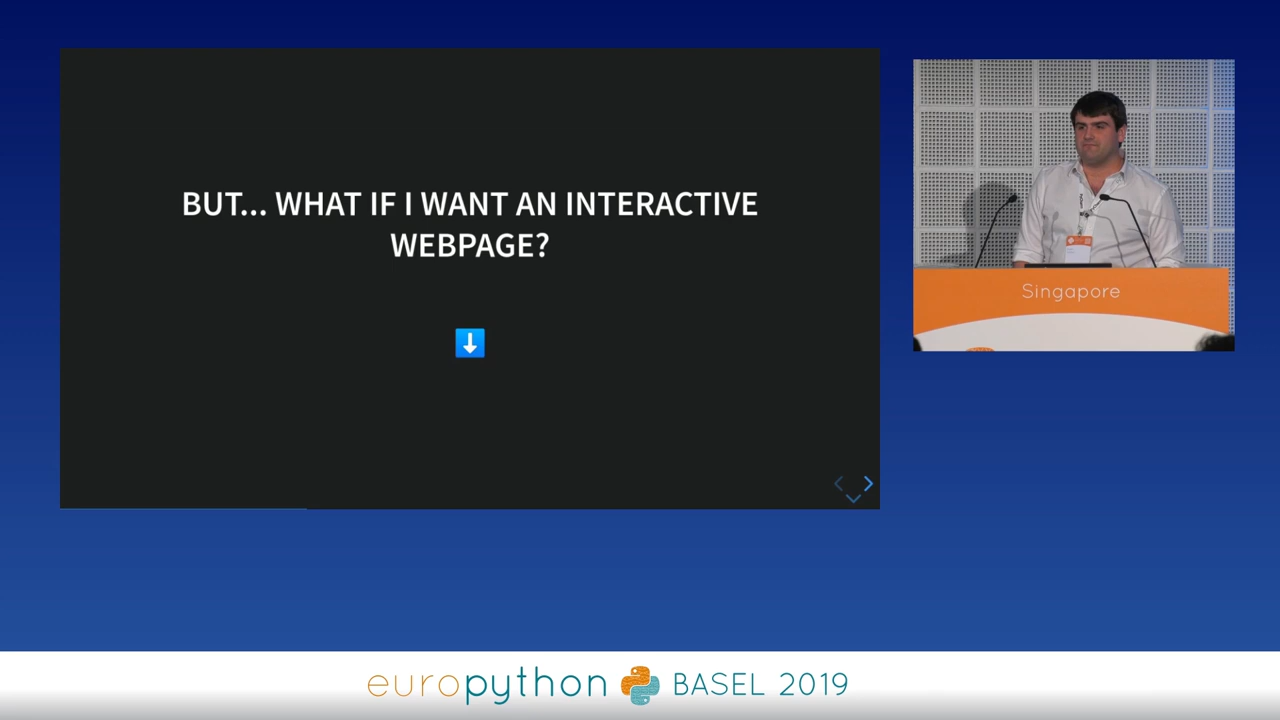 BUT... WHAT IF I WANT AN INTERACTIVE
WEBPAGE?
Singapore
europython BASEL 2019